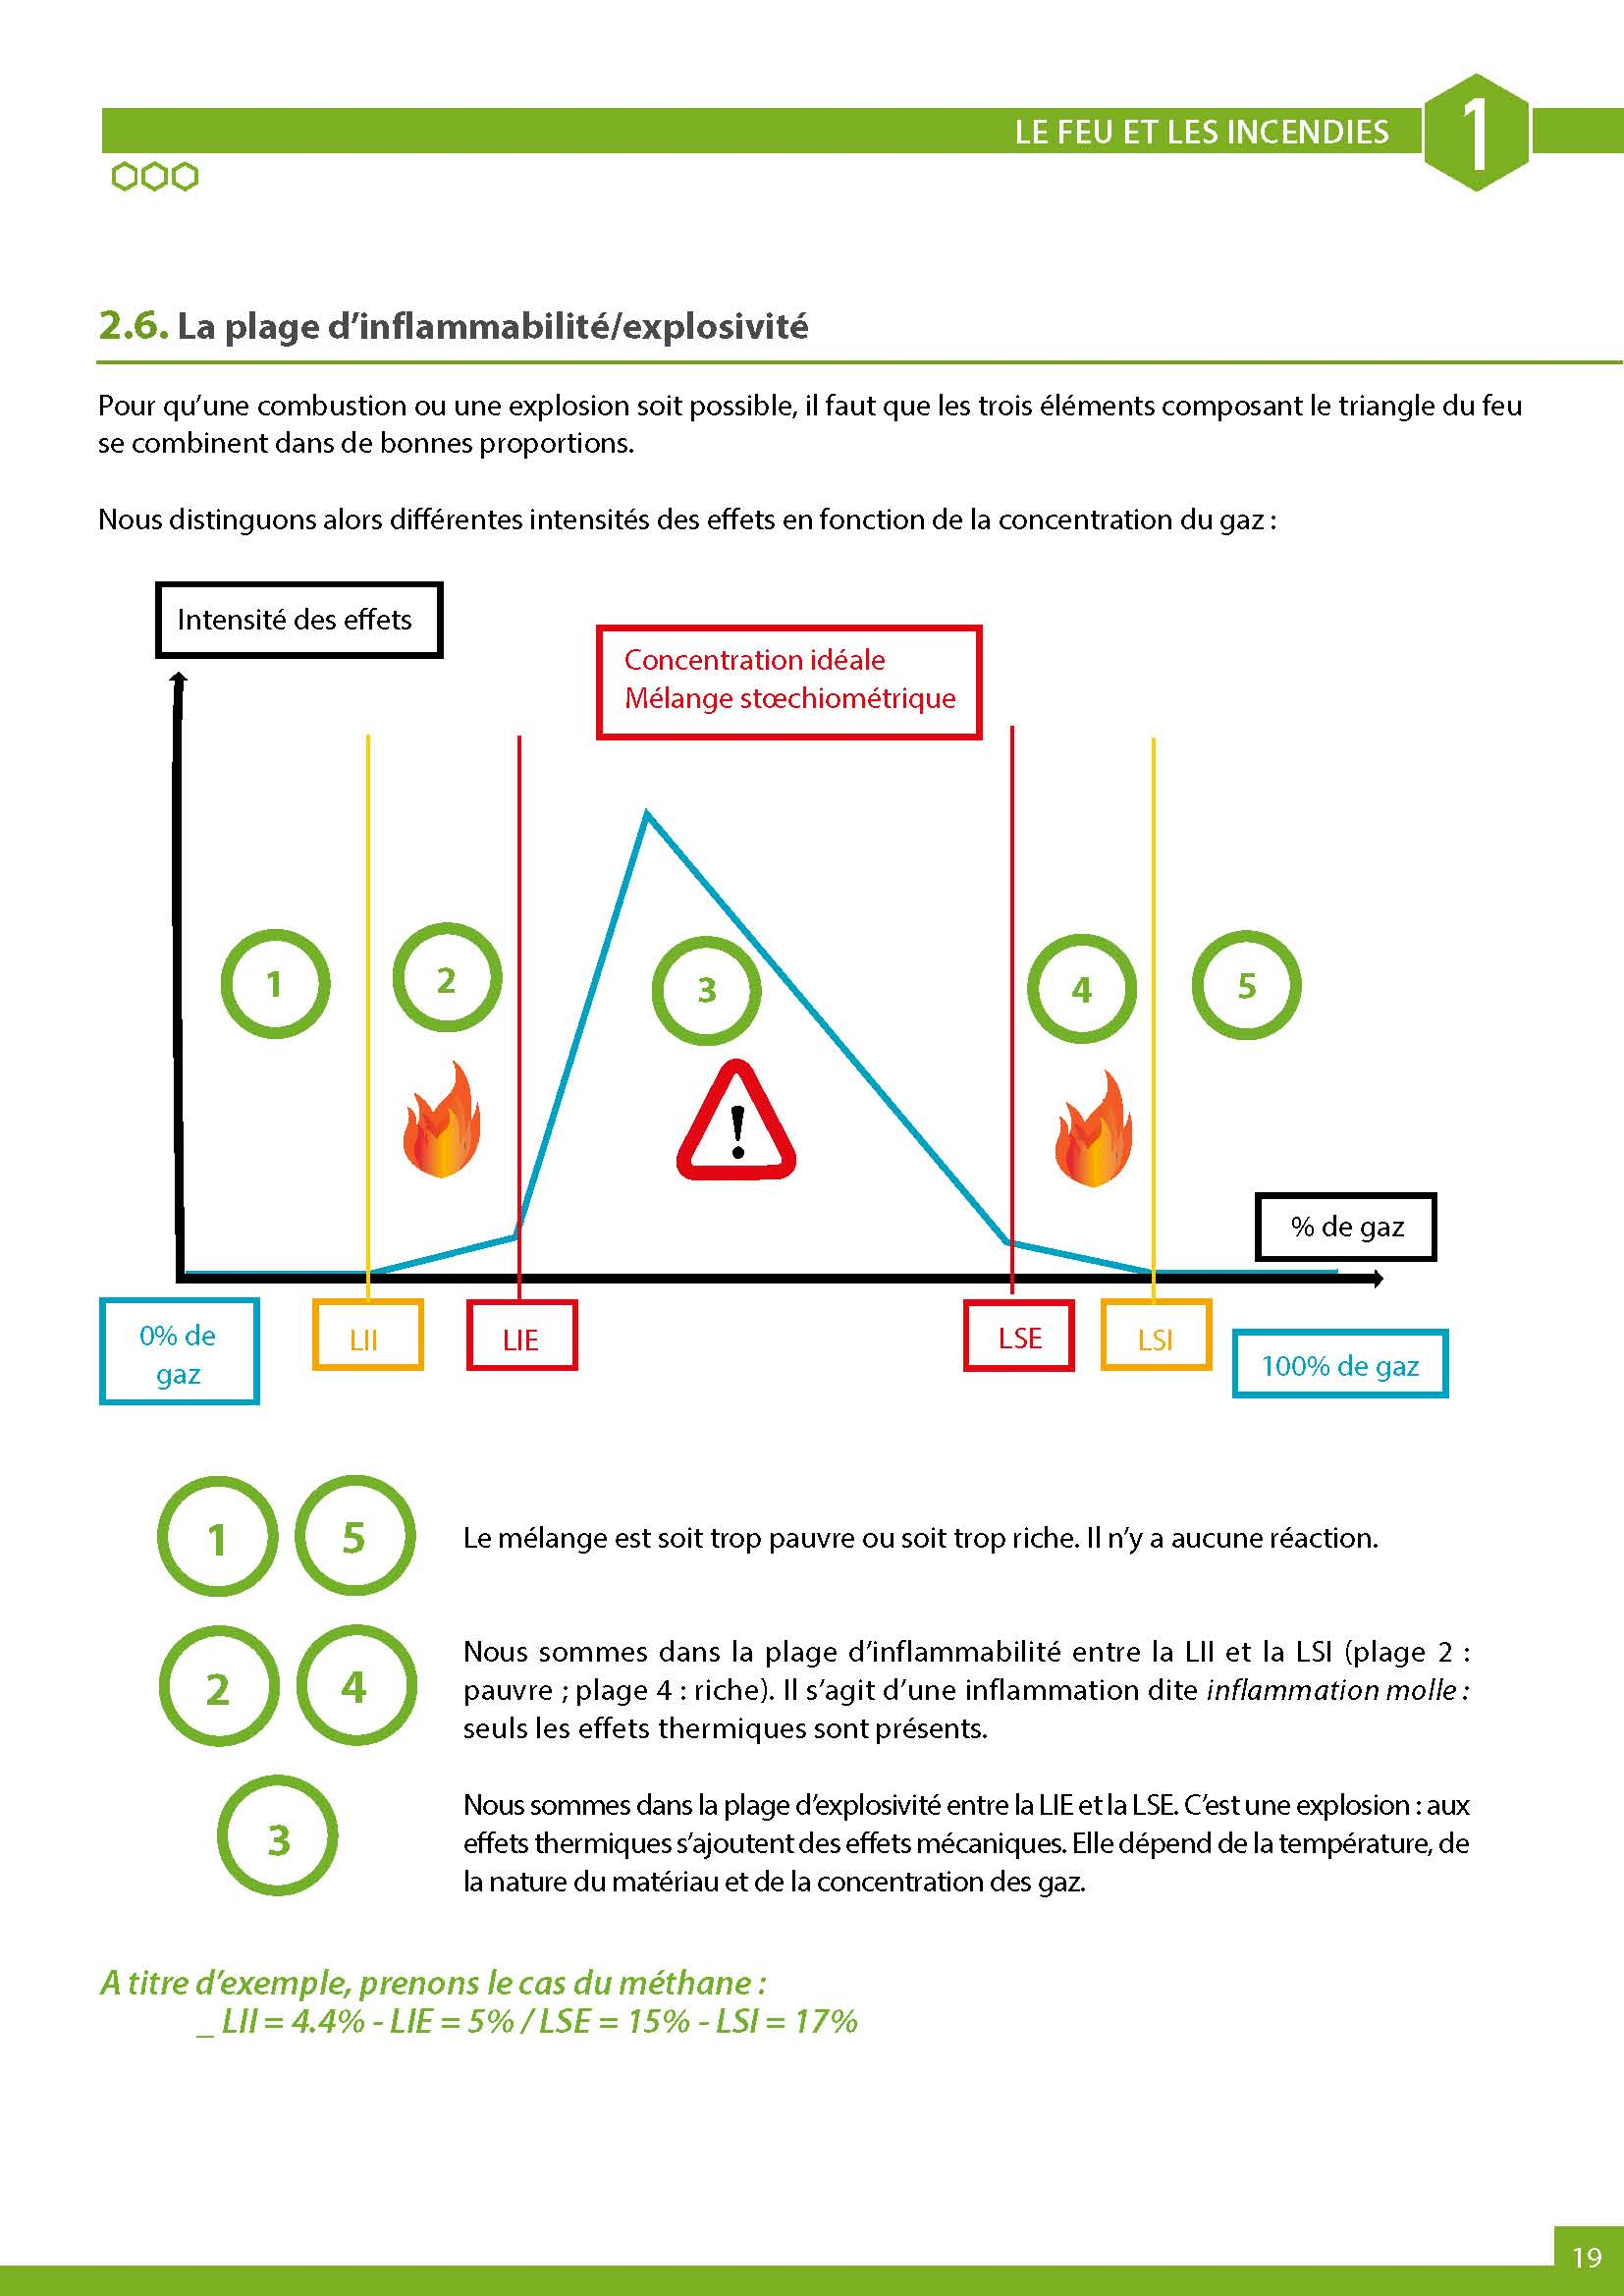 LE FEU ET LES INCENDIES
1
2.6. La plage d’inflammabilité/explosivité
Pour qu’une combustion ou une explosion soit possible, il faut que les trois éléments composant le triangle du feu
se combinent dans de bonnes proportions.
Nous distinguons alors différentes intensités des effets en fonction de la concentration du gaz :
Intensité des effets
Concentration idéale
Mélange stœchiométrique
1
2
3
4
5
!
% de gaz
0% de
gaz
LII
LIE
LSE
LSI
100% de gaz
1
5
Le mélange est soit trop pauvre ou soit trop riche. Il n’y a aucune réaction.
2
4
Nous sommes dans la plage d’inflammabilité entre la LII et la LSI (plage 2 :
pauvre ; plage 4 : riche). Il s’agit d’une inflammation dite inflammation molle :
seuls les effets thermiques sont présents.
3
Nous sommes dans la plage d’explosivité entre la LIE et la LSE. C’est une explosion : aux
effets thermiques s’ajoutent des effets mécaniques. Elle dépend de la température, de
la nature du matériau et de la concentration des gaz.
A titre d’exemple, prenons le cas du méthane :
_ LII = 4.4% - LIE = 5% / LSE = 15% - LSI = 17%
19